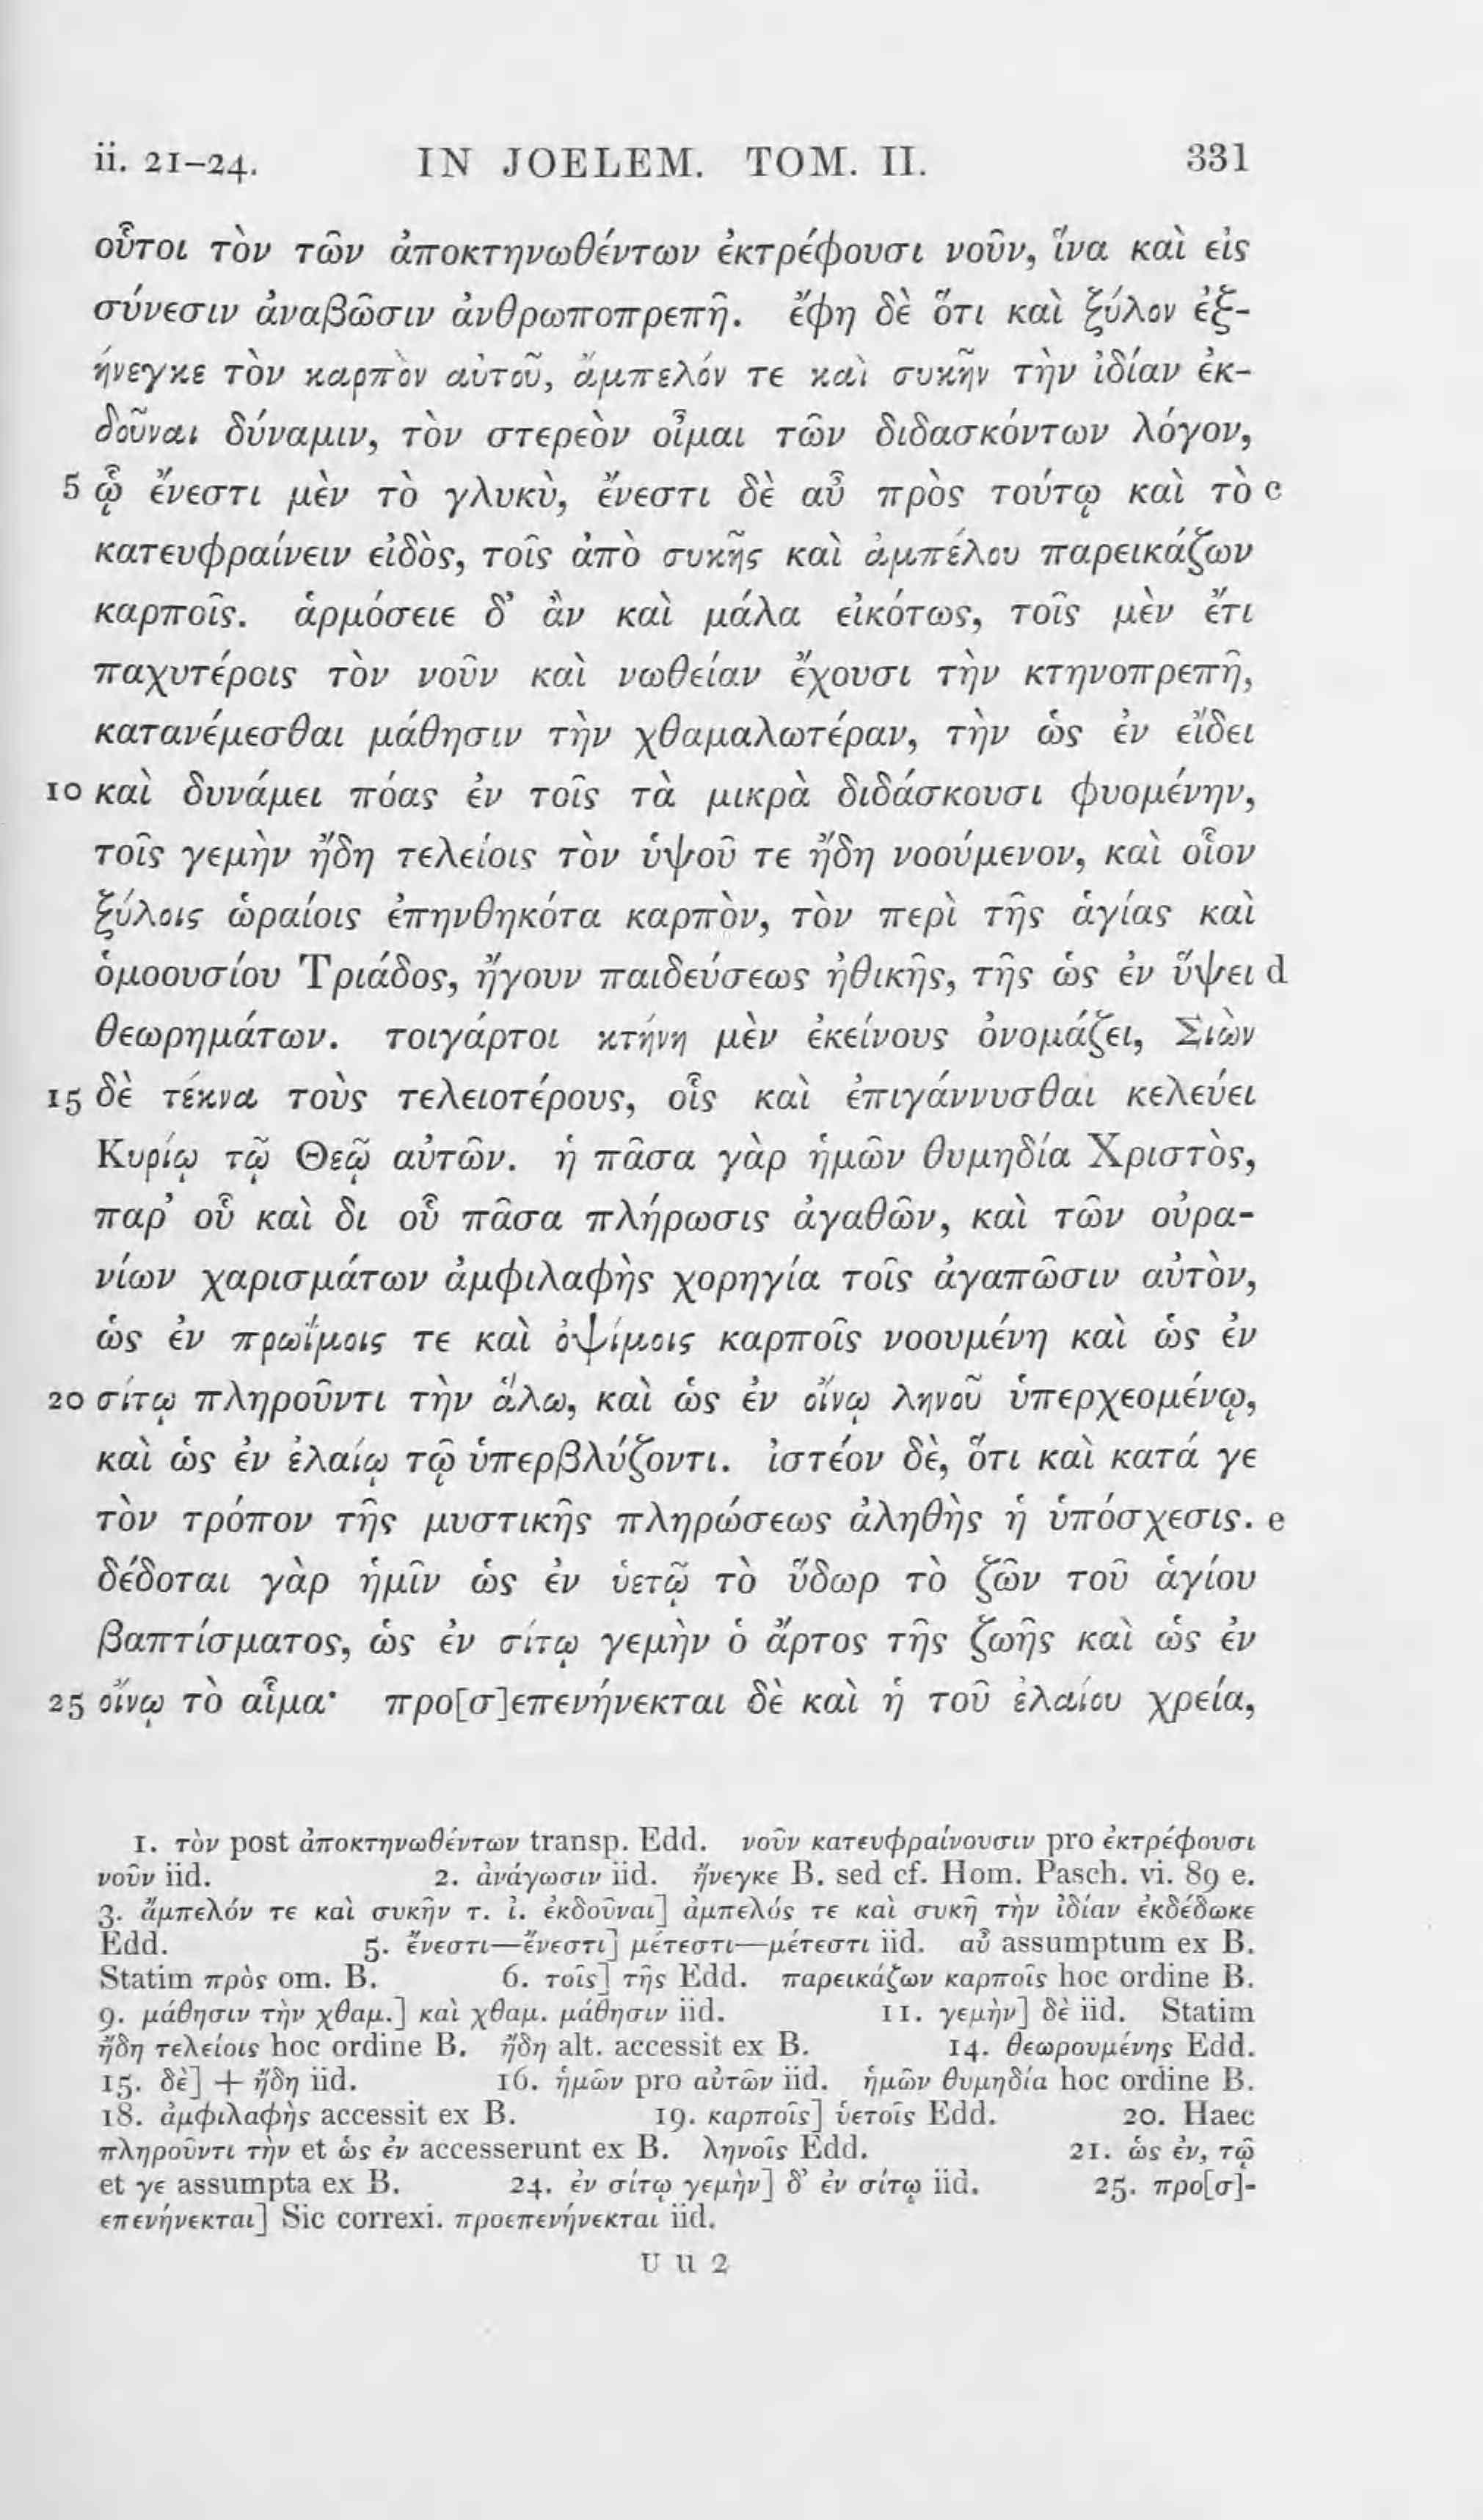 ii. 21–24. IN JOELEM. TOM. II. 331
οὗτοι τὸν τῶν ἀποκτηνωθέντων ἐκτρέφουσι νοῦν, ἵνα καὶ εἰς
σύνεσιν ἀναβῶσιν ἀνθρωποπρεπῆ. ἔφη δὲ ὅτι καὶ ξύλον ἐξ-
ήνεγκε τὸν καρπὸν αὐτοῦ, ἄμπελόν τε καὶ συκῆν τὴν ἰδίαν ἐκ-
δοῦναι δύναμιν, τὸν στερεὸν οἶμαι τῶν διδασκόντων λόγον,
5 ᾧ ἔνεστι μὲν τὸ γλυκὺ, ἔνεστι δὲ αὖ πρὸς τούτῳ καὶ τὸ c
κατευφραίνειν εἰδὸς, τοῖς ἀπὸ συκῆς καὶ ἀμπέλου παρεικάζων
καρποῖς. ἁρμόσειε δ’ ἂν καὶ μάλα εἰκότως, τοῖς μὲν ἔτι
παχυτέροις τὸν νοῦν καὶ νωθείαν ἔχουσι τὴν κτηνοπρεπῆ,
κατανέμεσθαι μάθησιν τὴν χθαμαλωτέραν, τὴν ὡς ἐν εἴδει
10 καὶ δυνάμει πόας ἐν τοῖς τὰ μικρὰ διδάσκουσι φυομένην,
τοῖς γεμὴν ἤδη τελείοις τὸν ὑψοῦ τε ἤδη νοούμενον, καὶ οἷον
ξύλοις ὡραίοις ἐπηνθηκότα καρπὸν, τὸν περὶ τῆς ἁγίας καὶ
ὁμοουσίου Τριάδος, ἤγουν παιδεύσεως ἠθικῆς, τῆς ὡς ἐν ὕψει d
θεωρημάτων. τοιγάρτοι κτήνη μὲν ἐκείνους ὀνομάζει, Σιὼν
15 δὲ τέκνα τοὺς τελειοτέρους, οἷς καὶ ἐπιγάννυσθαι κελεύει
Κυρίῳ τῷ Θεῷ αὐτῶν. ἡ πᾶσα γὰρ ἡμῶν θυμηδία Χριστὸς,
παρ’ οὗ καὶ δι οὗ πᾶσα πλήρωσις ἀγαθῶν, καὶ τῶν οὐρα-
νίων χαρισμάτων ἀμφιλαφὴς χορηγία τοῖς ἀγαπῶσιν αὐτὸν,
ὡς ἐν πρωΐμοις τε καὶ ὀψίμοις καρποῖς νοουμένη καὶ ὡς ἐν
20 σίτῳ πληροῦντι τὴν ἅλω, καὶ ὡς ἐν οἴνῳ ληνοῦ ὑπερχεομένῳ,
καὶ ὡς ἐν ἐλαίῳ τῷ ὑπερβλύζοντι. ἰστέον δὲ, ὅτι καὶ κατά γε
τὸν τρόπον τῆς μυστικῆς πληρώσεως ἀληθὴς ἡ ὑπόσχεσις. e
δέδοται γὰρ ἡμῖν ὡς ἐν ὑετῷ τὸ ὕδωρ τὸ ζῶν τοῦ ἁγίου
βαπτίσματος, ὡς ἐν σίτῳ γεμὴν ὁ ἄρτος τῆς ζωῆς καὶ ὡς ἐν
25 οἴνῳ τὸ αἷμα· προ[σ]επενήνεκται δὲ καὶ ἡ τοῦ ἐλαίου χρεία,
1. τὸν post ἀποκτηνωθέντων transp. Edd. νοῦν κατευφραίνουσιν pro ἐκτρέφουσι
νοῦν iid. 2. ἀνάγωσιν iid. ἤνεγκε B. sed cf. Hom. Pasch. vi. 89 e.
3. ἄμπελόν τε καὶ συκῆν τ. ἰ. ἐκδοῦναι] ἀμπελός τε καὶ συκῆ τὴν ἰδίαν ἐκδέδωκε
Edd. 5. ἔνεστι—ἔνεστι] μέτεστι—μέτεστι iid. αὖ assumptum ex B.
Statim πρὸς om. B. 6. τοῖς] τῆς Edd. παρεικάζων καρποῖς hoc ordine B.
9. μάθησιν τὴν χθαμ.] καὶ χθαμ. μάθησιν iid. 11. γεμὴν] δὲ iid. Statim
ἤδη τελείοις hoc ordine B. ἤδη alt. accessit ex B. 14. θεωρουμένης Edd.
15. δὲ] + ἤδη iid. 16. ἡμῶν pro αὐτῶν iid. ἡμῶν θυμηδία hoc ordine B.
18. ἀμφιλαφὴς accessit ex B. 19. καρποῖς] ὑετοῖς Edd. 20. Haec
πληροῦντι τὴν et ὡς ἐν accesserunt ex B. ληνοῖς Edd. 21. ὡς ἐν, τῷ
et γε assumpta ex B. 24. ἐν σίτῳ γεμὴν] δ’ ἐν σίτῳ iid. 25. προ[σ]-
επενήνεκται] Sic correxi. προεπενήνεκται iid.
U u 2